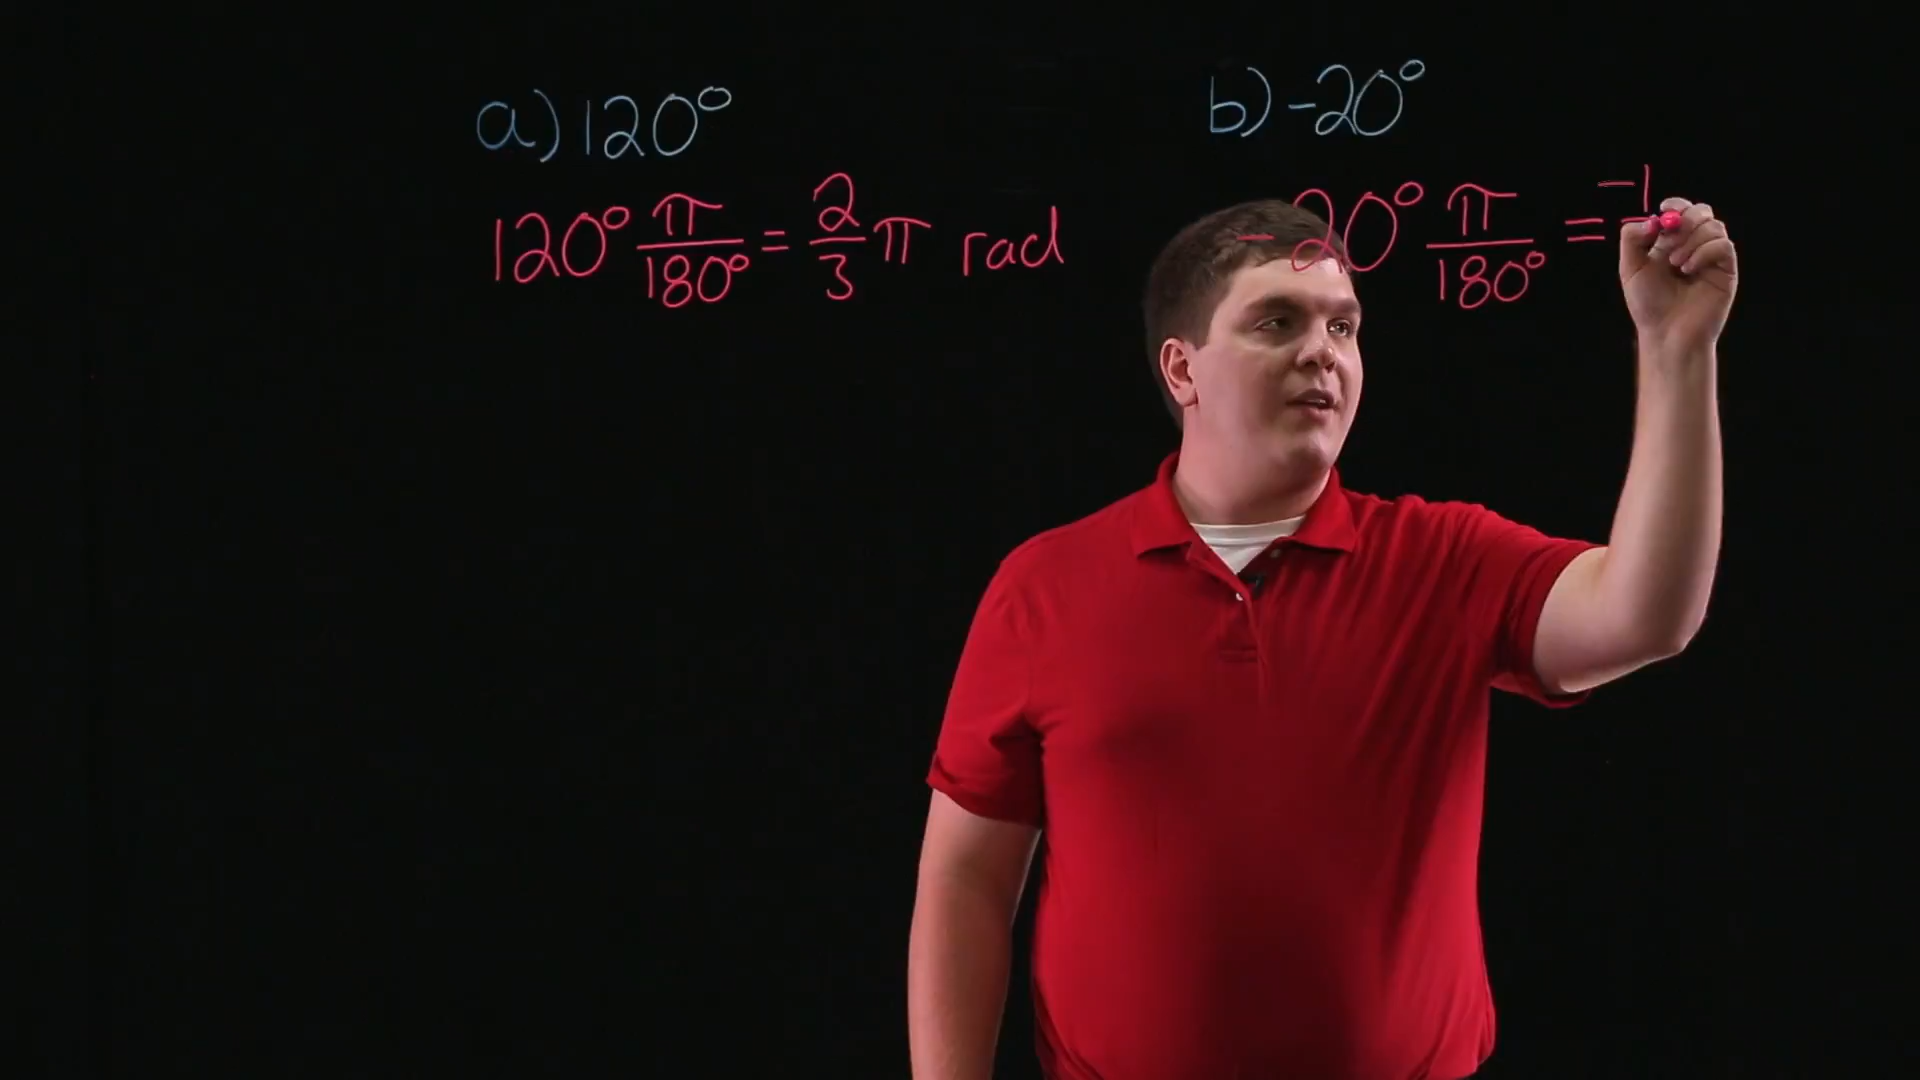 a) 120°
120° π/180° = 2/3 π rad
b) -20°
-20° π/180° = -1